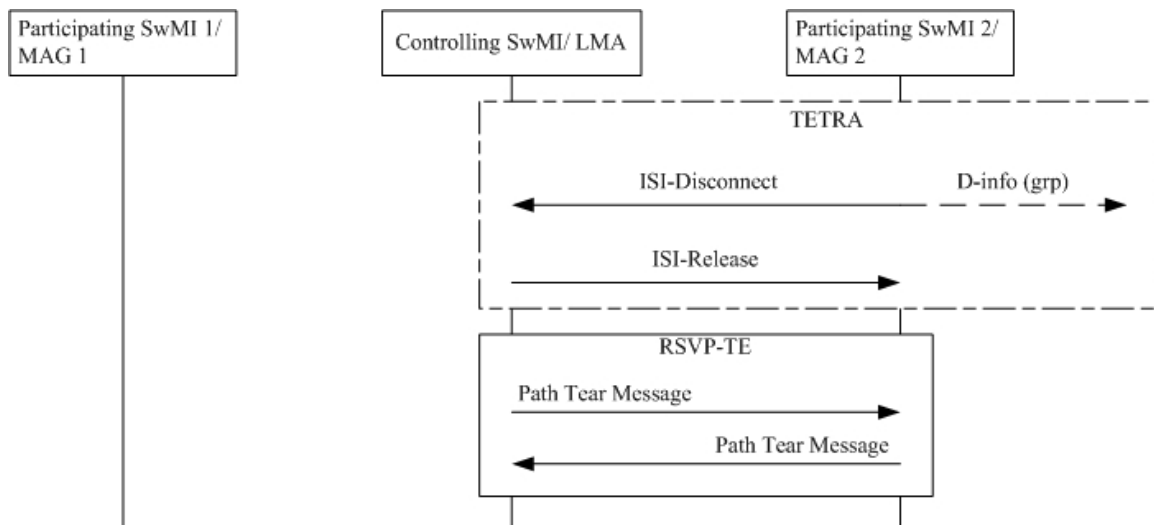 Participating SwMI 1/
MAG 1
Controlling SwMI/ LMA
Participating SwMI 2/
MAG 2
TETRA
ISI-Disconnect
D-info (grp)
ISI-Release
RSVP-TE
Path Tear Message
Path Tear Message